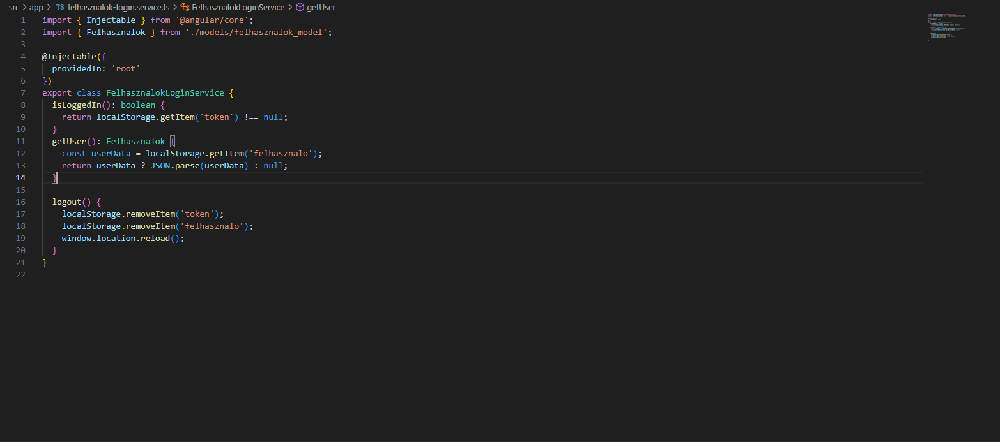 src > app > TS felhasznalok-login.service.ts > FelhasznalokLoginService > getUser
1 import { Injectable } from '@angular/core';
2 import { Felhasznalok } from './models/felhasznalok_model';
3
4 @Injectable({
5   providedIn: 'root'
6 })
7 export class FelhasznalokLoginService {
8   isLoggedIn(): boolean {
9     return localStorage.getItem('token') !== null;
10   }
11   getUser(): Felhasznalok {
12     const userData = localStorage.getItem('felhasznalo');
13     return userData ? JSON.parse(userData) : null;
14   }
15
16   logout() {
17     localStorage.removeItem('token');
18     localStorage.removeItem('felhasznalo');
19     window.location.reload();
20   }
21 }
22